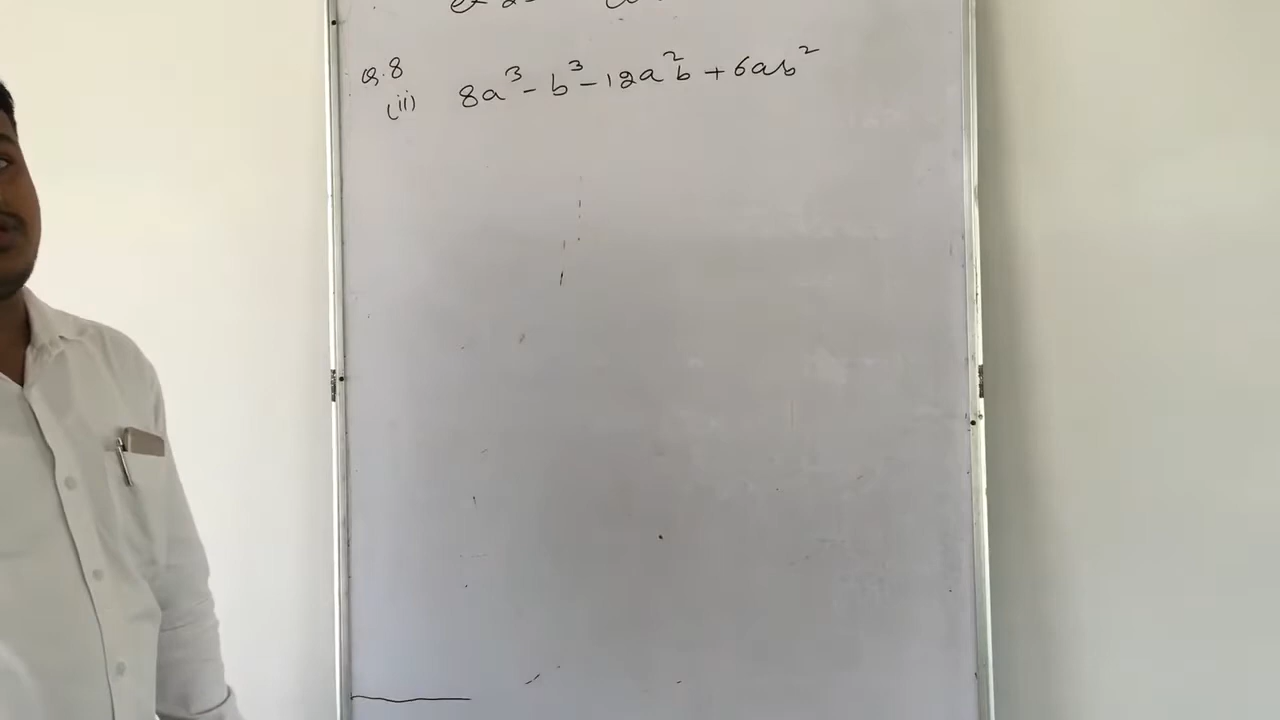 Q.8
(ii) 8a³ - b³ - 12a²b + 6ab²